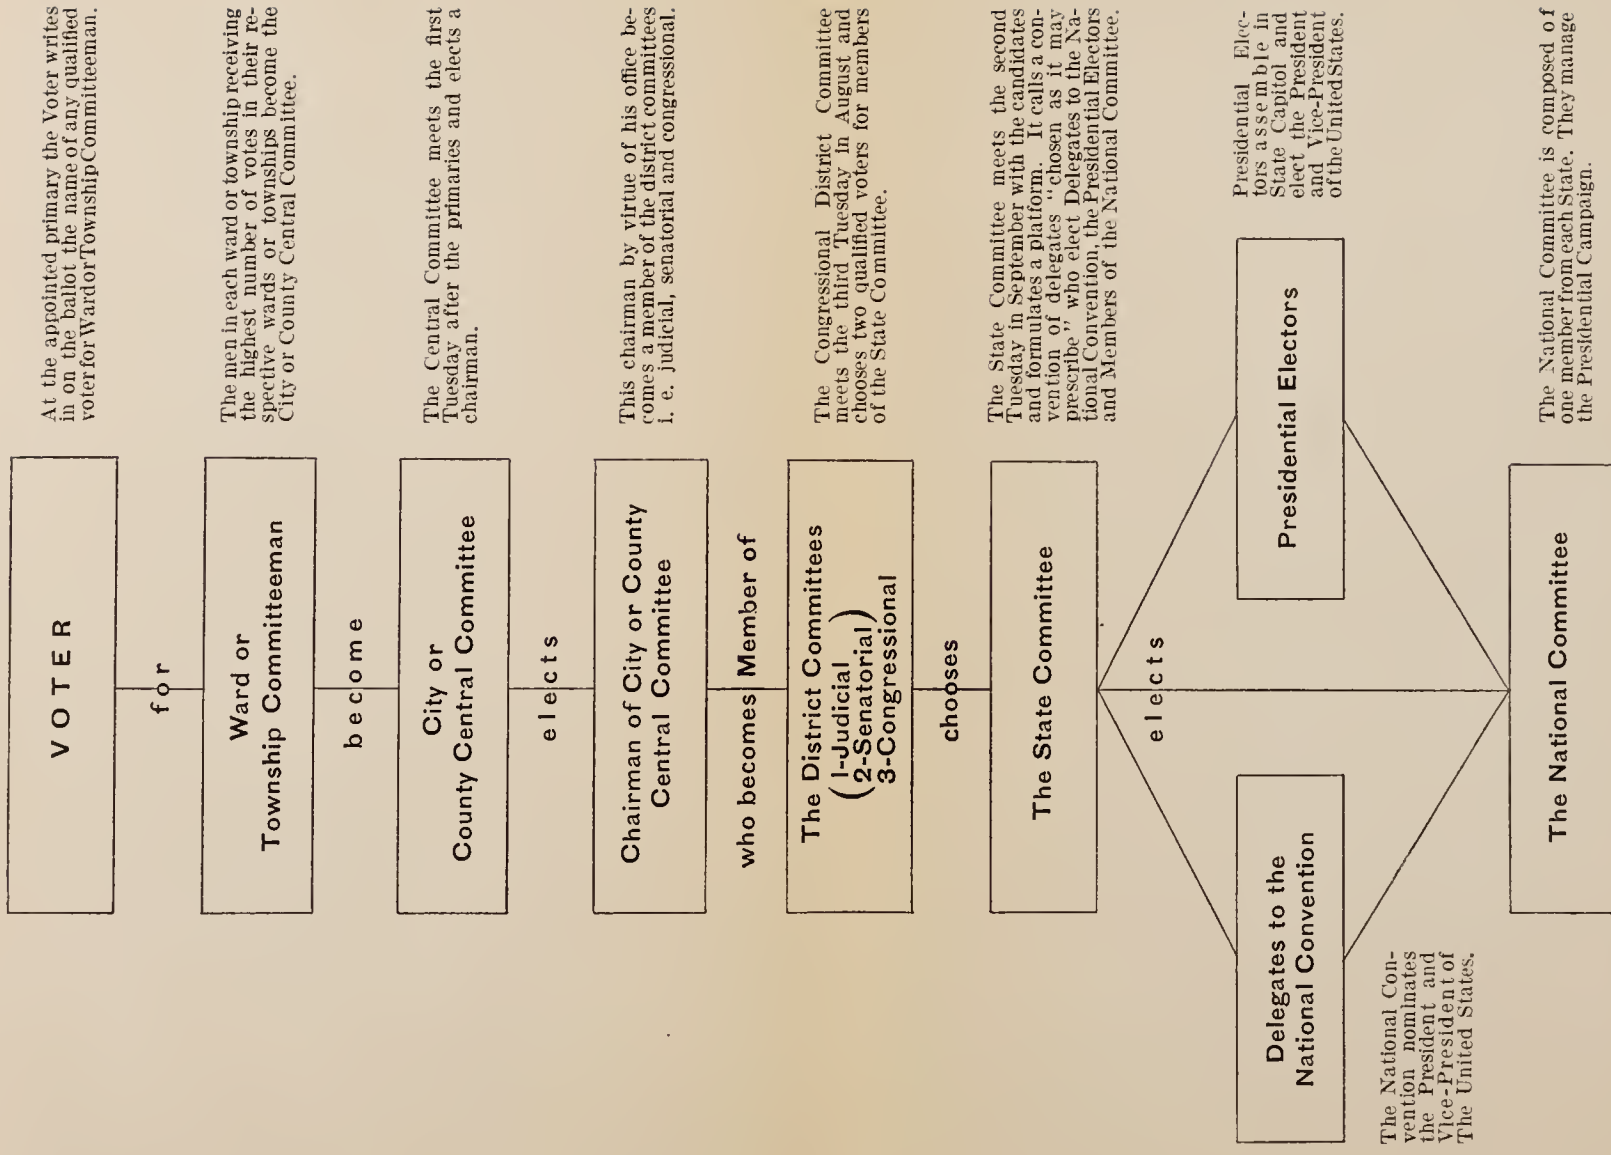 VOTER
At the appointed primary the Voter writes
in on the ballot the name of any qualified
voter for Ward or Township Committeeman.
for
Ward or
Township Committeeman
The men in each ward or township receiving
the highest number of votes in their re-
spective wards or townships become the
City or County Central Committee.
become
City or
County Central Committee
The Central Committee meets the first
Tuesday after the primaries and elects a
chairman.
elects
Chairman of City or County
Central Committee
This chairman by virtue of his office be-
comes a member of the district committees
i. e. judicial, senatorial and congressional.
who becomes Member of
The District Committees
(1-Judicial
2-Senatorial)
3-Congressional
The Congressional District Committee
meets the third Tuesday in August and
chooses two qualified voters for members
of the State Committee.
chooses
The State Committee
The State Committee meets the second
Tuesday in September with the candidates
and formulates a platform. It calls a con-
vention of delegates "chosen as it may
prescribe" who elect Delegates to the Na-
tional Convention, the Presidential Electors
and Members of the National Committee.
elects
Delegates to the
National Convention
The National Con-
vention nominates
the President and
Vice-President of
The United States.
Presidential Electors
Presidential Elec-
tors assemble in
State Capitol and
elect the President
and Vice-President
of the United States.
The National Committee
The National Committee is composed of
one member from each State. They manage
the Presidential Campaign.